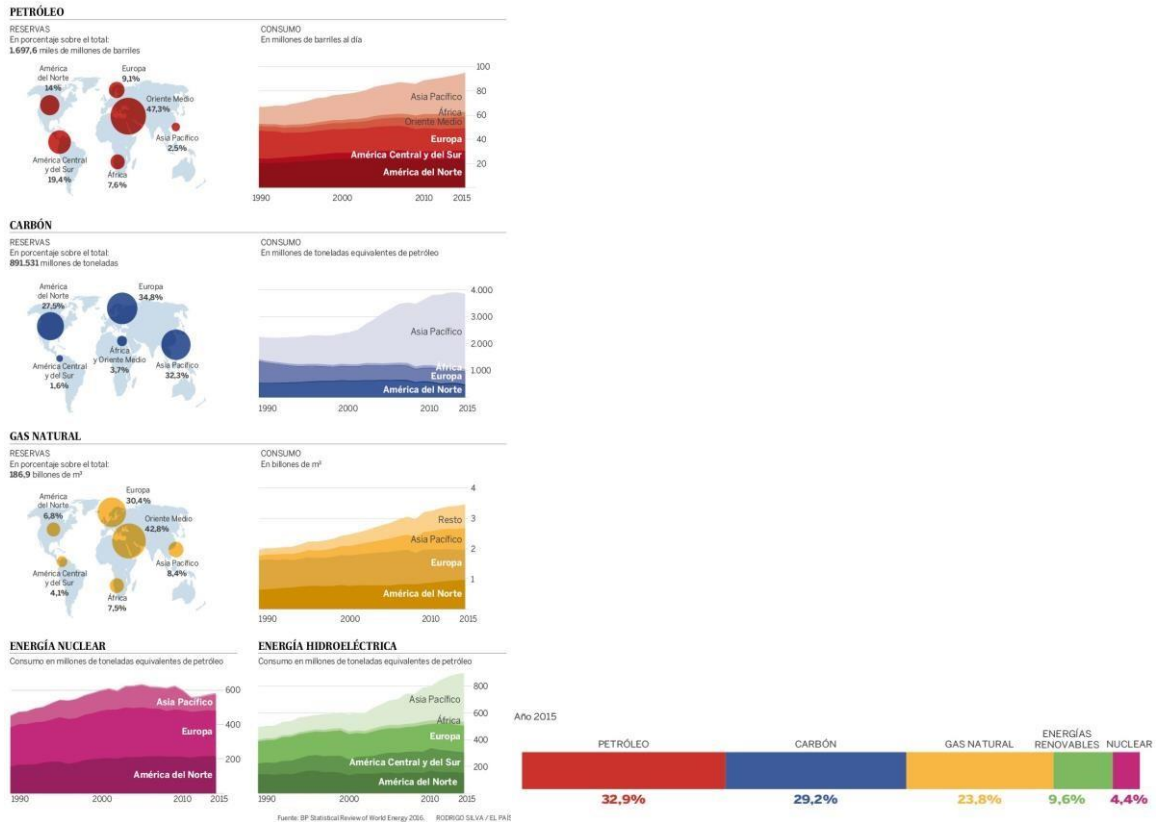 PETRÓLEO
RESERVAS
En porcentaje sobre el total:
1.697,6 miles de millones de barriles
América
del Norte
14%
Europa
9,1%
Oriente Medio
47,3%
Asia Pacífico
2,5%
América Central
y del Sur
19,4%
África
7,6%
CONSUMO
En millones de barriles al día
100
80
60
40
20
Asia Pacífico
África
Oriente Medio
Europa
América Central y del Sur
América del Norte
1990
2000
2010
2015
CARBÓN
RESERVAS
En porcentaje sobre el total:
891.531 millones de toneladas
América
del Norte
27,5%
Europa
34,8%
África
y Oriente Medio
3,7%
América Central
y del Sur
1,6%
Asia Pacífico
32,3%
CONSUMO
En millones de toneladas equivalentes de petróleo
4.000
3.000
2.000
1.000
Asia Pacífico
África
Europa
América del Norte
1990
2000
2010
2015
GAS NATURAL
RESERVAS
En porcentaje sobre el total:
186,9 billones de m³
América
del Norte
6,8%
Europa
30,4%
Oriente Medio
42,8%
Asia Pacífico
8,4%
América Central
y del Sur
4,1%
África
7,5%
CONSUMO
En billones de m³
4
3
2
1
Resto
Asia Pacífico
Europa
América del Norte
1990
2000
2010
2015
ENERGÍA NUCLEAR
Consumo en millones de toneladas equivalentes de petróleo
600
400
200
Asia Pacífico
Europa
América del Norte
1990
2000
2010
2015
ENERGÍA HIDROELÉCTRICA
Consumo en millones de toneladas equivalentes de petróleo
800
600
400
200
Asia Pacífico
África
Europa
América Central y del Sur
América del Norte
1990
2000
2010
2015
Fuente: BP Statistical Review of World Energy 2016. RODRIGO SILVA / EL PAÍS
Año 2015
PETRÓLEO
CARBÓN
GAS NATURAL
ENERGÍAS
RENOVABLES
NUCLEAR
32,9%
29,2%
23,8%
9,6%
4,4%